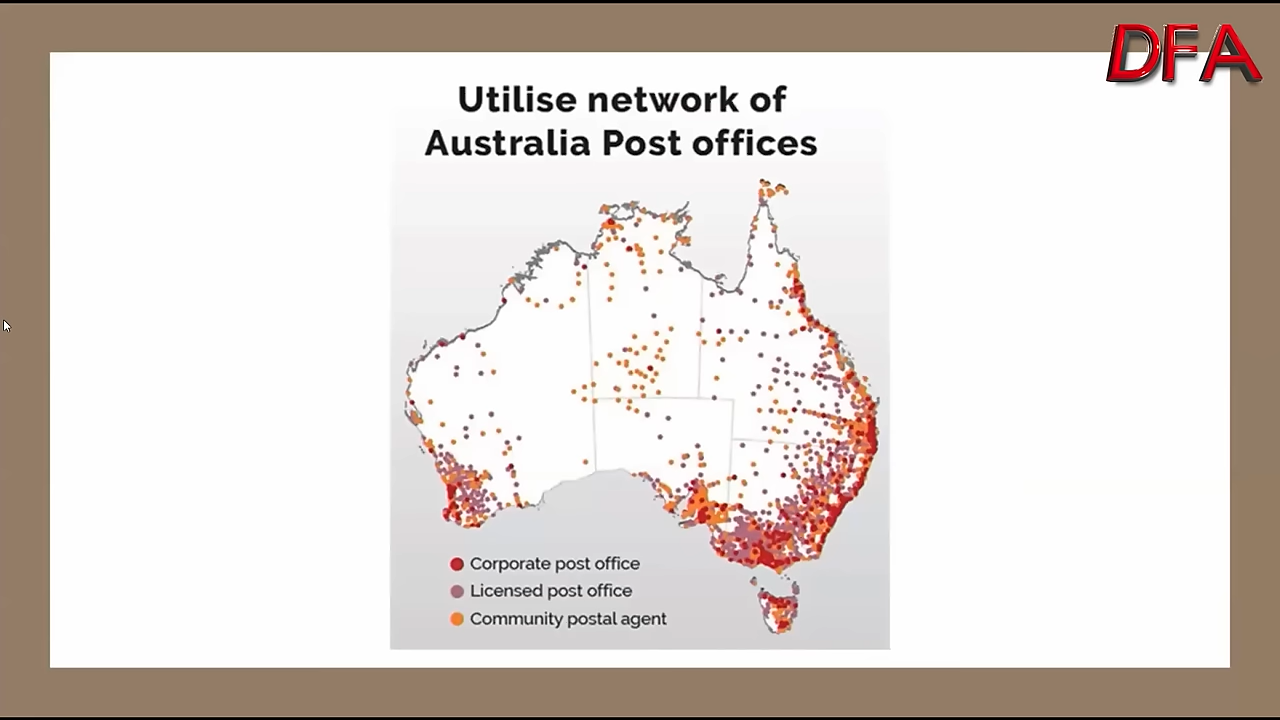 DFA
Utilise network of
Australia Post offices
Corporate post office
Licensed post office
Community postal agent